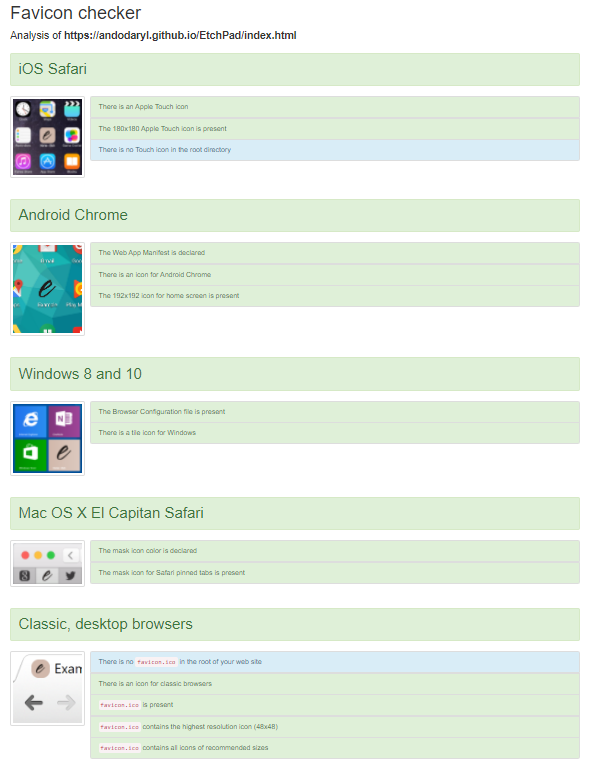 Favicon checker
Analysis of https://andodaryl.github.io/EtchPad/index.html
iOS Safari
There is an Apple Touch icon
The 180x180 Apple Touch icon is present
There is no Touch icon in the root directory
Android Chrome
The Web App Manifest is declared
There is an icon for Android Chrome
The 192x192 icon for home screen is present
Windows 8 and 10
The Browser Configuration file is present
There is a tile icon for Windows
Mac OS X El Capitan Safari
The mask icon color is declared
The mask icon for Safari pinned tabs is present
Classic, desktop browsers
Exam
There is no favicon.ico in the root of your web site
There is an icon for classic browsers
favicon.ico is present
favicon.ico contains the highest resolution icon (48x48)
favicon.ico contains all icons of recommended sizes